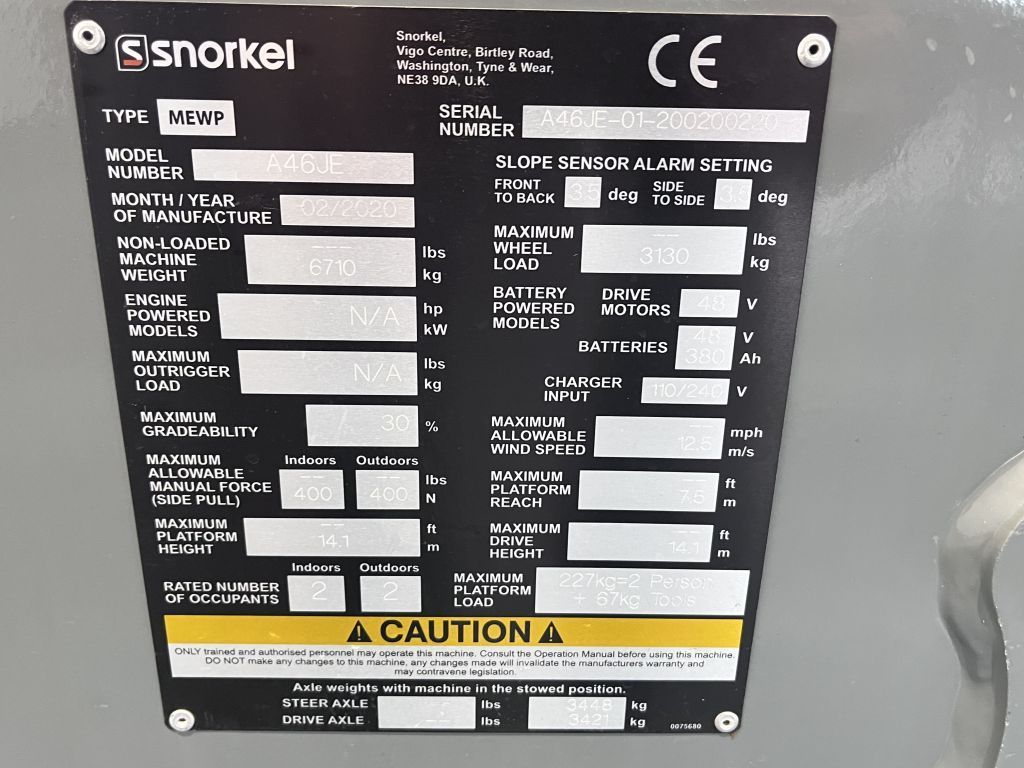 snorkel
Snorkel,
Vigo Centre, Birtley Road,
Washington, Tyne & Wear,
NE38 9DA, U.K.
CE
TYPE MEWP
SERIAL
NUMBER A46JE-01-200200220
MODEL
NUMBER A46JE
MONTH / YEAR
OF MANUFACTURE 02/2020
NON-LOADED
MACHINE
WEIGHT
--- lbs
6710 kg
ENGINE
POWERED
MODELS
N/A
hp
kW
MAXIMUM
OUTRIGGER
LOAD
N/A
lbs
kg
MAXIMUM
GRADEABILITY 30 %
MAXIMUM
ALLOWABLE
MANUAL FORCE
(SIDE PULL)
Indoors Outdoors
-- -- lbs
400 400 N
MAXIMUM
PLATFORM
HEIGHT
-- ft
14.1 m
Indoors Outdoors
RATED NUMBER
OF OCCUPANTS
2 2
SLOPE SENSOR ALARM SETTING
FRONT
TO BACK 3.5 deg
SIDE
TO SIDE 3.5 deg
MAXIMUM
WHEEL
LOAD
--- lbs
3130 kg
BATTERY
POWERED
MODELS
DRIVE
MOTORS 48 V
BATTERIES
48 V
380 Ah
CHARGER
INPUT 110/240 V
MAXIMUM
ALLOWABLE
WIND SPEED
-- mph
12.5 m/s
MAXIMUM
PLATFORM
REACH
-- ft
7.5 m
MAXIMUM
DRIVE
HEIGHT
-- ft
14.1 m
MAXIMUM
PLATFORM
LOAD
227kg=2 Person
+ 67kg Tools
CAUTION
ONLY trained and authorised personnel may operate this machine. Consult the Operation Manual before using this machine.
DO NOT make any changes to this machine, any changes made will invalidate the manufacturers warranty and
may contravene legislation.
Axle weights with machine in the stowed position.
STEER AXLE lbs 3448 kg
DRIVE AXLE --- lbs 3421 kg
0075680